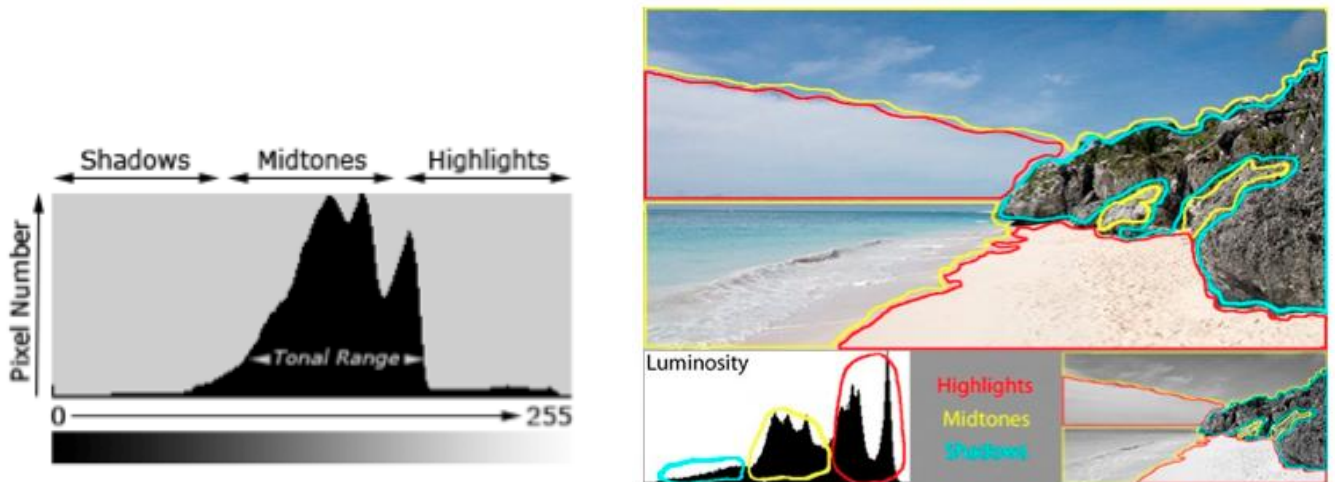 Shadows Midtones Highlights
Pixel Number
Tonal Range
0 255
Luminosity
Highlights
Midtones
Shadows